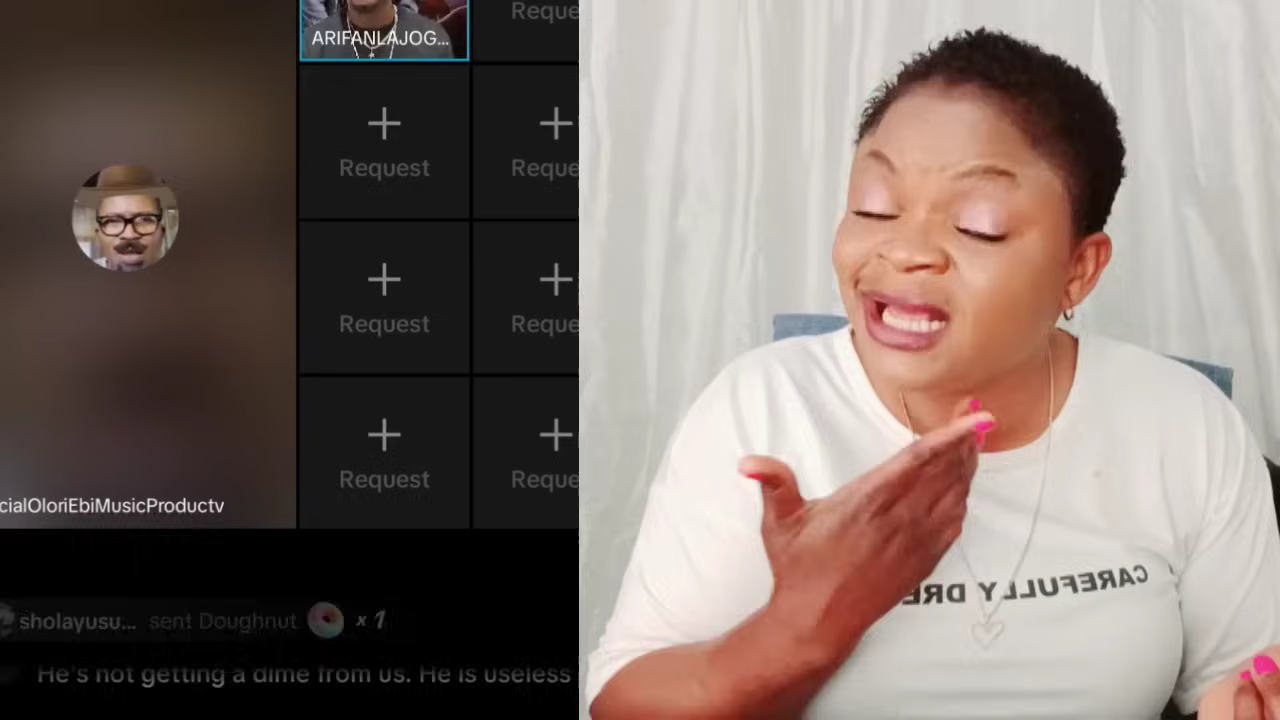 ARIFANLAJOG...
Reque
Request
Reque
Request
Reque
Request
Reque
cialOloriEbiMusicProductv
sholayusu... sent Doughnut x 1
He's not getting a dime from us. He is useless
CAREFULLY DRE